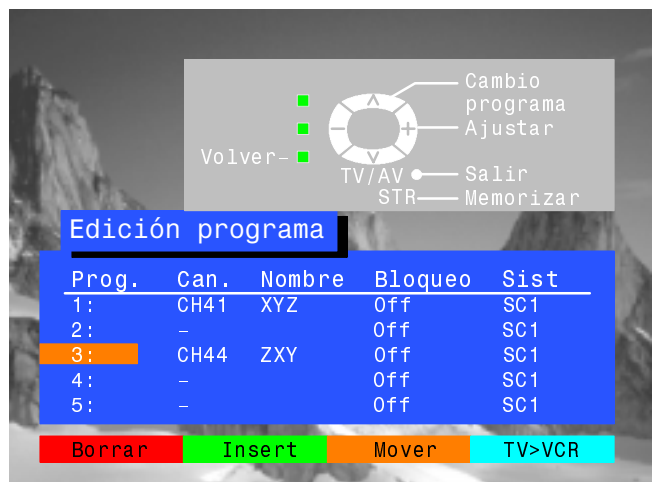 Cambio
programa
Ajustar
Volver–
TV/AV
Salir
STR
Memorizar
Edición programa
Prog. Can. Nombre Bloqueo Sist
1: CH41 XYZ Off SC1
2: – Off SC1
3: CH44 ZXY Off SC1
4: – Off SC1
5: – Off SC1
Borrar Insert Mover TV>VCR